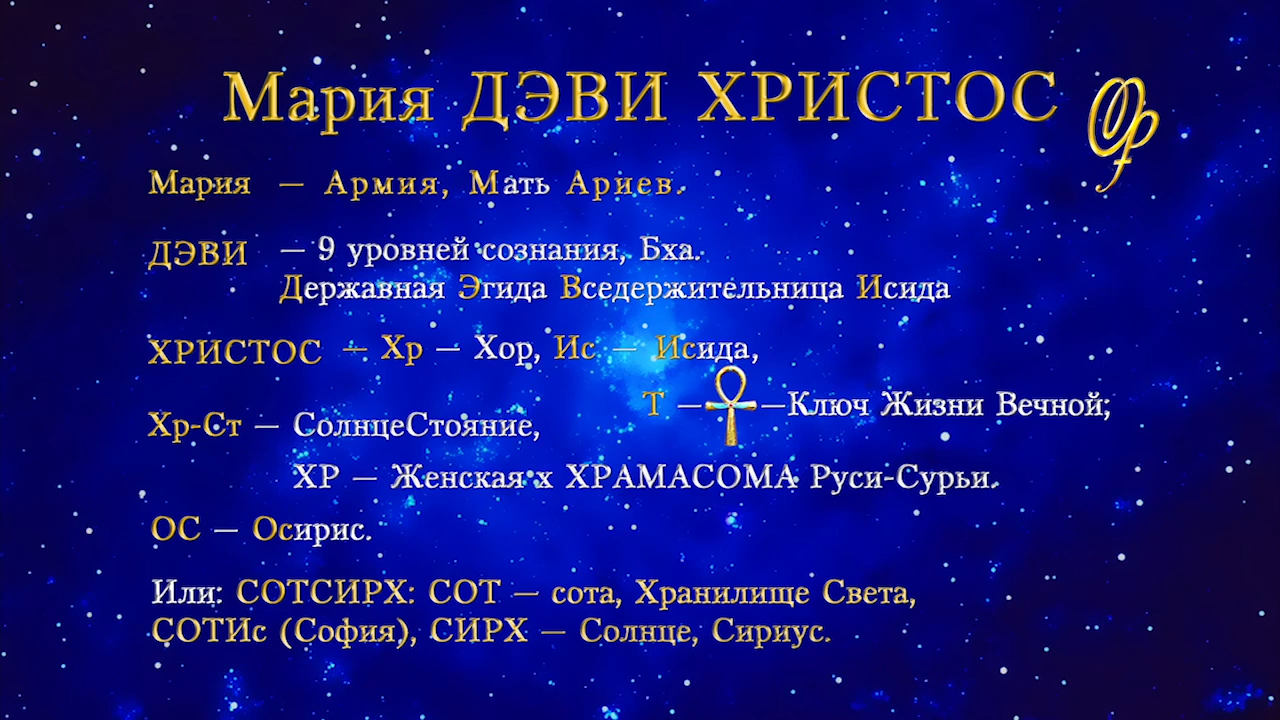 Мария ДЭВИ ХРИСТОС
Мария — Армия, Мать Ариев.
ДЭВИ — 9 уровней сознания, Бха.
Державная Эгида Вседержительница Исида
ХРИСТОС — Хр — Хор, Ис — Исида,
Т — — Ключ Жизни Вечной;
Хр-Ст — СолнцеСтояние,
ХР — Женская х ХРАМАСОМА Руси-Сурьи.
ОС — Осирис.
Или: СОТСИРХ: СОТ — сота, Хранилище Света,
СОТИс (София), СИРХ — Солнце, Сириус.